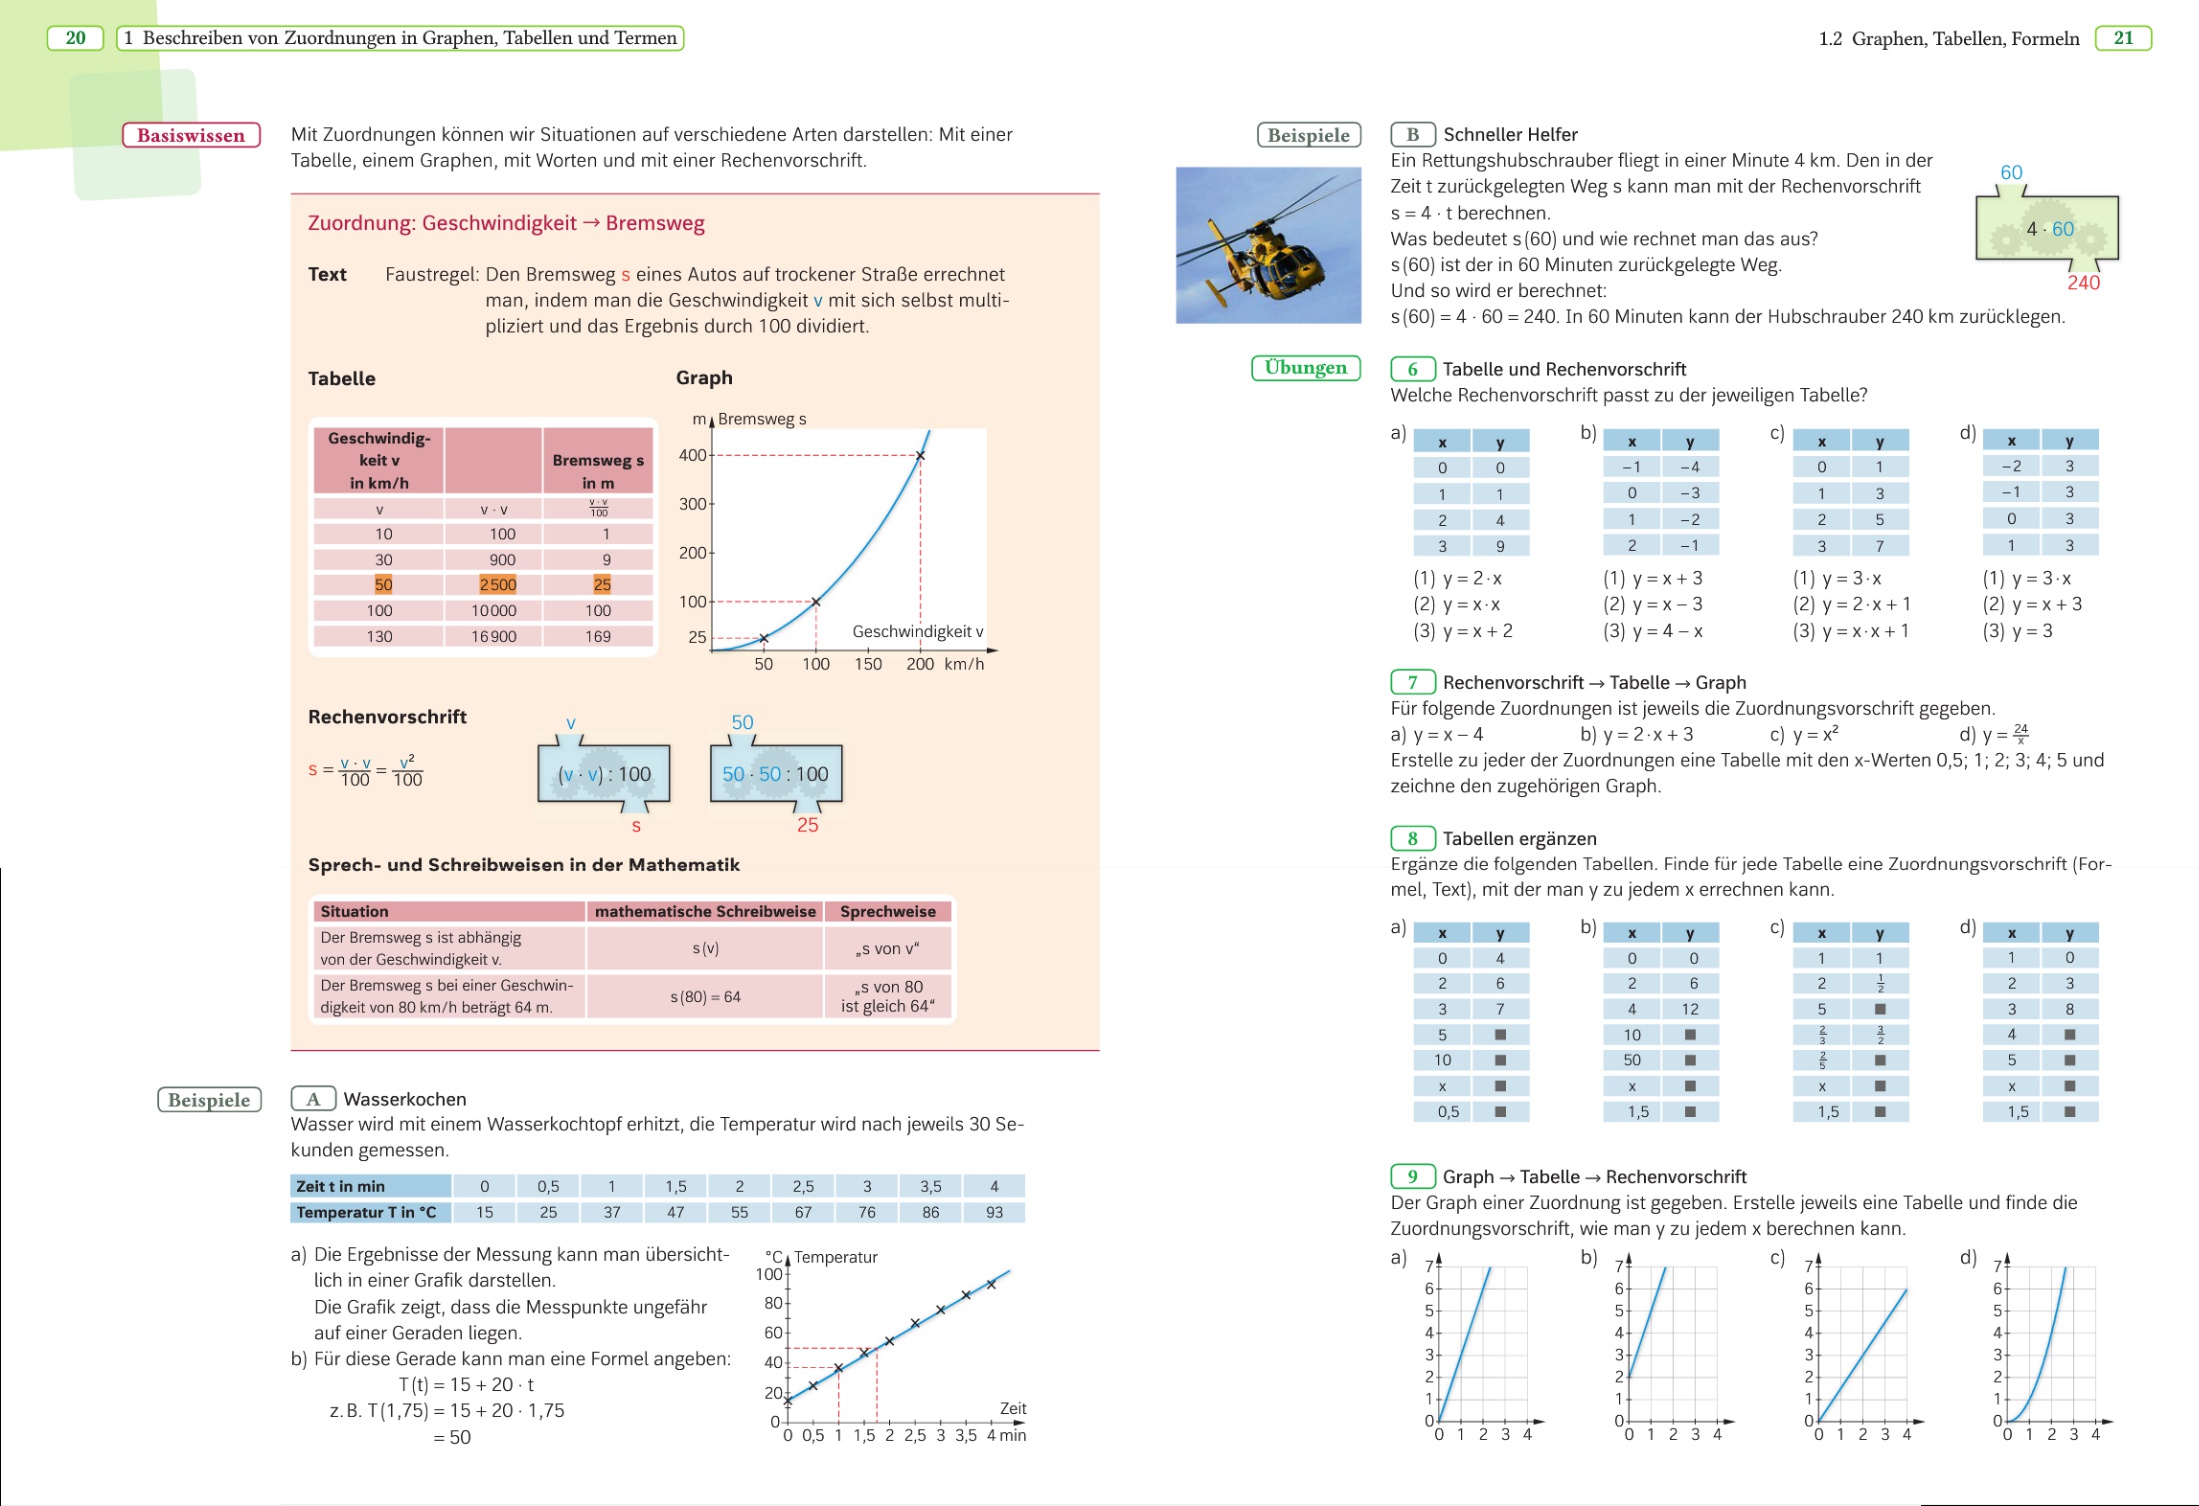 20
1 Beschreiben von Zuordnungen in Graphen, Tabellen und Termen
Basiswissen
Mit Zuordnungen können wir Situationen auf verschiedene Arten darstellen: Mit einer
Tabelle, einem Graphen, mit Worten und mit einer Rechenvorschrift.
Zuordnung: Geschwindigkeit → Bremsweg
Text Faustregel: Den Bremsweg s eines Autos auf trockener Straße errechnet
man, indem man die Geschwindigkeit v mit sich selbst multi-
pliziert und das Ergebnis durch 100 dividiert.
Tabelle
Geschwindig-
keit v
in km/h
Bremsweg s
in m
v v · v v · v/100
10 100 1
30 900 9
50 2 500 25
100 10 000 100
130 16 900 169
Graph
m Bremsweg s
400
300
200
100
25
Geschwindigkeit v
50 100 150 200 km/h
Rechenvorschrift
s = v · v/100 = v²/100
v
(v · v) : 100
s
50
50 · 50 : 100
25
Sprech- und Schreibweisen in der Mathematik
Situation mathematische Schreibweise Sprechweise
Der Bremsweg s ist abhängig
von der Geschwindigkeit v.
s (v)
„s von v“
Der Bremsweg s bei einer Geschwin-
digkeit von 80 km/h beträgt 64 m.
s (80) = 64
„s von 80
ist gleich 64“
Beispiele
A Wasserkochen
Wasser wird mit einem Wasserkochtopf erhitzt, die Temperatur wird nach jeweils 30 Se-
kunden gemessen.
Zeit t in min 0 0,5 1 1,5 2 2,5 3 3,5 4
Temperatur T in °C 15 25 37 47 55 67 76 86 93
a) Die Ergebnisse der Messung kann man übersicht-
lich in einer Grafik darstellen.
Die Grafik zeigt, dass die Messpunkte ungefähr
auf einer Geraden liegen.
b) Für diese Gerade kann man eine Formel angeben:
T (t) = 15 + 20 · t
z. B. T (1,75) = 15 + 20 · 1,75
= 50
°C Temperatur
100
80
60
40
20
0
Zeit
0 0,5 1 1,5 2 2,5 3 3,5 4 min
1.2 Graphen, Tabellen, Formeln
21
Beispiele
B Schneller Helfer
Ein Rettungshubschrauber fliegt in einer Minute 4 km. Den in der
Zeit t zurückgelegten Weg s kann man mit der Rechenvorschrift
s = 4 · t berechnen.
Was bedeutet s (60) und wie rechnet man das aus?
s (60) ist der in 60 Minuten zurückgelegte Weg.
Und so wird er berechnet:
s (60) = 4 · 60 = 240. In 60 Minuten kann der Hubschrauber 240 km zurücklegen.
60
4 · 60
240
Übungen
6 Tabelle und Rechenvorschrift
Welche Rechenvorschrift passt zu der jeweiligen Tabelle?
a)
x y
0 0
1 1
2 4
3 9
(1) y = 2 · x
(2) y = x · x
(3) y = x + 2
b)
x y
−1 −4
0 −3
1 −2
2 −1
(1) y = x + 3
(2) y = x − 3
(3) y = 4 − x
c)
x y
0 1
1 3
2 5
3 7
(1) y = 3 · x
(2) y = 2 · x + 1
(3) y = x · x + 1
d)
x y
−2 3
−1 3
0 3
1 3
(1) y = 3 · x
(2) y = x + 3
(3) y = 3
7 Rechenvorschrift → Tabelle → Graph
Für folgende Zuordnungen ist jeweils die Zuordnungsvorschrift gegeben.
a) y = x − 4 b) y = 2 · x + 3 c) y = x² d) y = 24/x
Erstelle zu jeder der Zuordnungen eine Tabelle mit den x-Werten 0,5; 1; 2; 3; 4; 5 und
zeichne den zugehörigen Graph.
8 Tabellen ergänzen
Ergänze die folgenden Tabellen. Finde für jede Tabelle eine Zuordnungsvorschrift (For-
mel, Text), mit der man y zu jedem x errechnen kann.
a)
x y
0 4
2 6
3 7
5 ■
10 ■
x ■
0,5 ■
b)
x y
0 0
2 6
4 12
10 ■
50 ■
x ■
1,5 ■
c)
x y
1 1
2 1/2
5 ■
2/3 3/2
2/5 ■
x ■
1,5 ■
d)
x y
1 0
2 3
3 8
4 ■
5 ■
x ■
1,5 ■
9 Graph → Tabelle → Rechenvorschrift
Der Graph einer Zuordnung ist gegeben. Erstelle jeweils eine Tabelle und finde die
Zuordnungsvorschrift, wie man y zu jedem x berechnen kann.
a)
7
6
5
4
3
2
1
0
0 1 2 3 4
b)
7
6
5
4
3
2
1
0
0 1 2 3 4
c)
7
6
5
4
3
2
1
0
0 1 2 3 4
d)
7
6
5
4
3
2
1
0
0 1 2 3 4